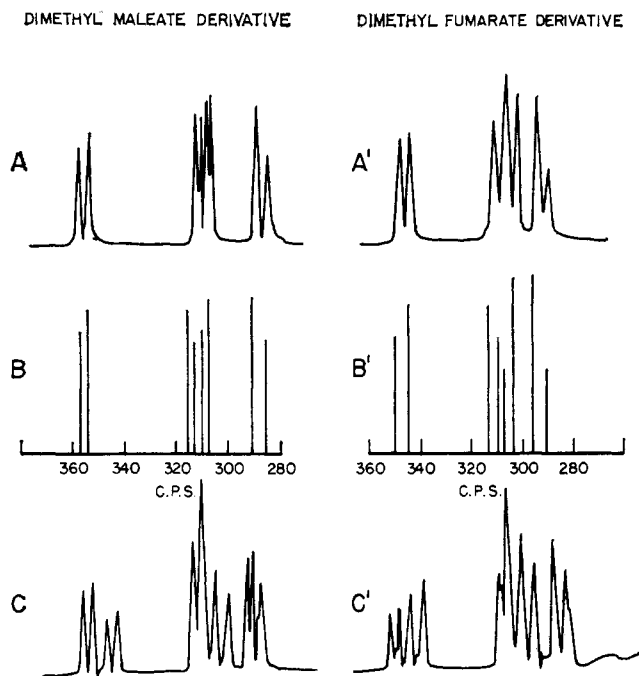 DIMETHYL MALEATE DERIVATIVE
DIMETHYL FUMARATE DERIVATIVE
A
A'
B
B'
360 340 320 300 280
360 340 320 300 280
C.P.S.
C.P.S.
C
C'